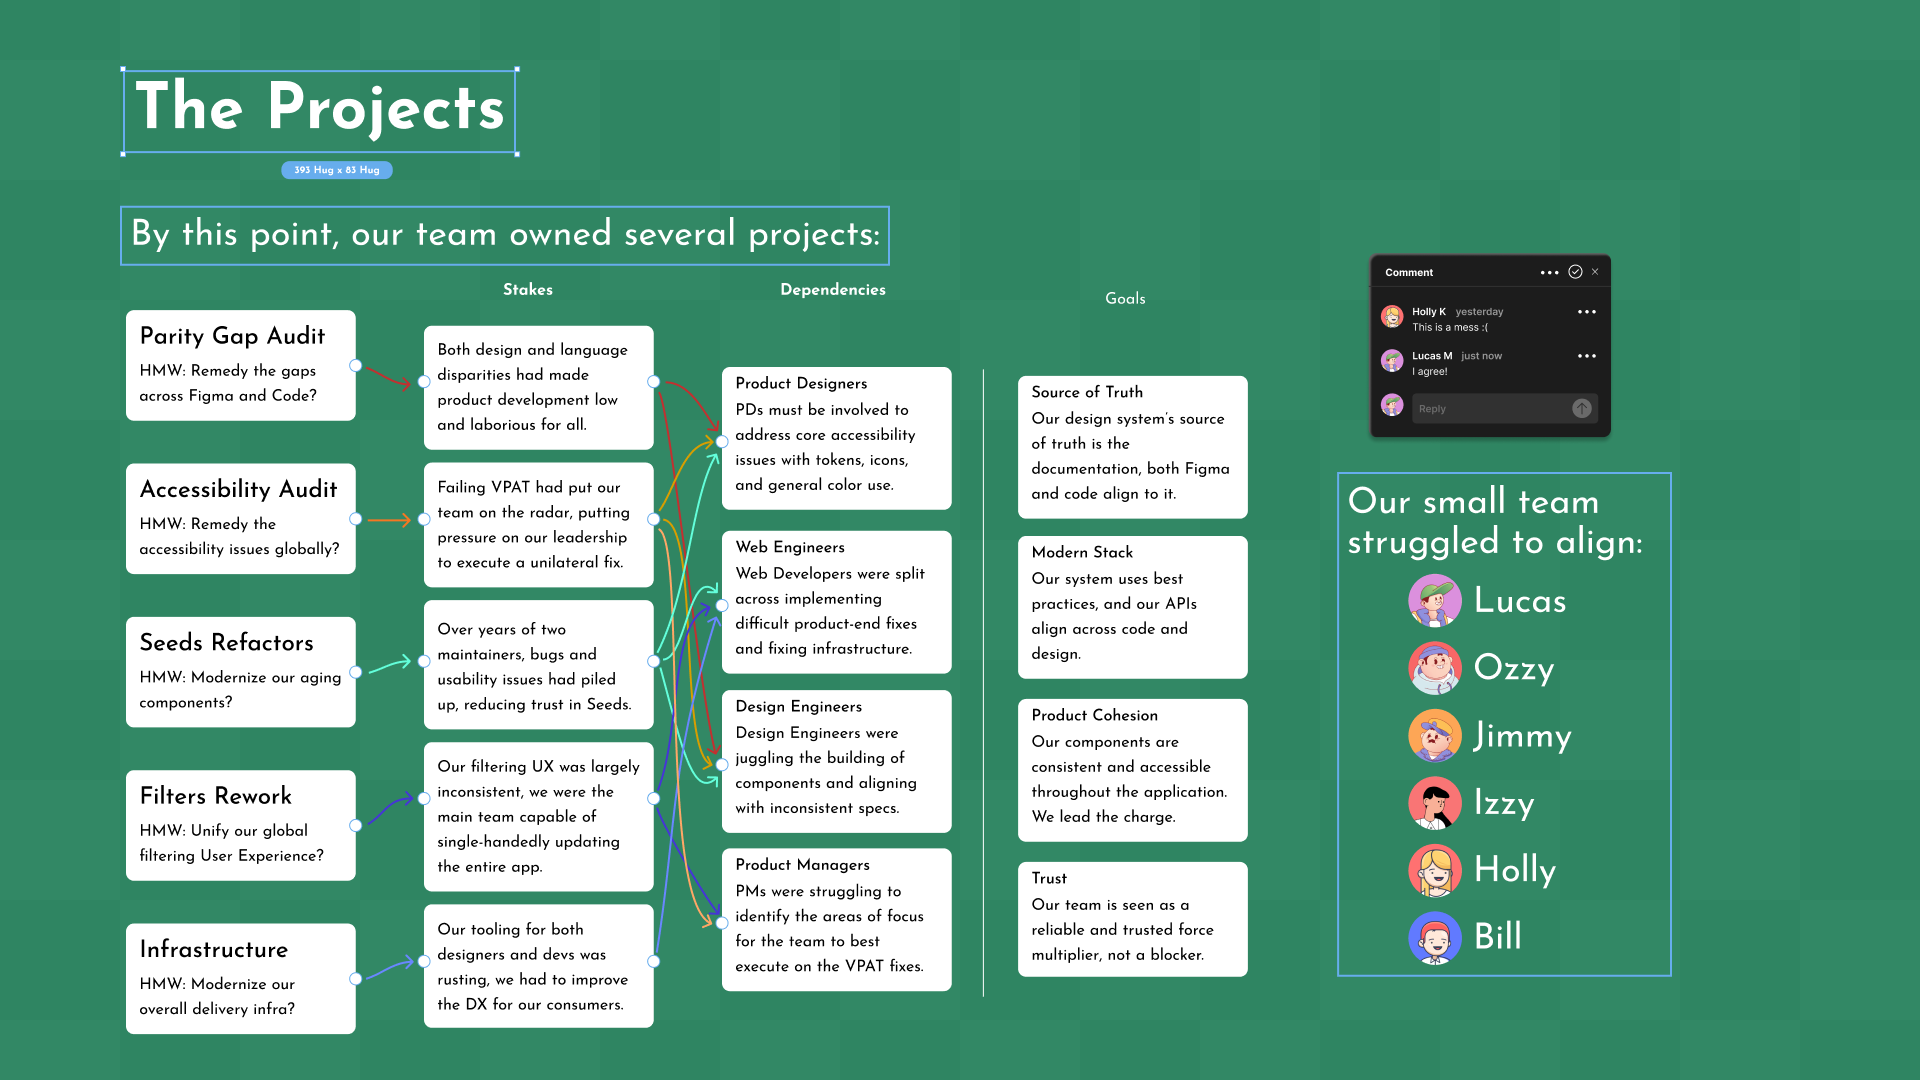 The Projects
393 Hug x 83 Hug
By this point, our team owned several projects:
Stakes
Dependencies
Goals
Parity Gap Audit
HMW: Remedy the gaps
across Figma and Code?
Accessibility Audit
HMW: Remedy the
accessibility issues globally?
Seeds Refactors
HMW: Modernize our aging
components?
Filters Rework
HMW: Unify our global
filtering User Experience?
Infrastructure
HMW: Modernize our
overall delivery infra?
Both design and language
disparities had made
product development low
and laborious for all.
Failing VPAT had put our
team on the radar, putting
pressure on our leadership
to execute a unilateral fix.
Over years of two
maintainers, bugs and
usability issues had piled
up, reducing trust in Seeds.
Our filtering UX was largely
inconsistent, we were the
main team capable of
single-handedly updating
the entire app.
Our tooling for both
designers and devs was
rusting, we had to improve
the DX for our consumers.
Product Designers
PDs must be involved to
address core accessibility
issues with tokens, icons,
and general color use.
Web Engineers
Web Developers were split
across implementing
difficult product-end fixes
and fixing infrastructure.
Design Engineers
Design Engineers were
juggling the building of
components and aligning
with inconsistent specs.
Product Managers
PMs were struggling to
identify the areas of focus
for the team to best
execute on the VPAT fixes.
Source of Truth
Our design system's source
of truth is the
documentation, both Figma
and code align to it.
Modern Stack
Our system uses best
practices, and our APIs
align across code and
design.
Product Cohesion
Our components are
consistent and accessible
throughout the application.
We lead the charge.
Trust
Our team is seen as a
reliable and trusted force
multiplier, not a blocker.
Comment
Holly K yesterday
This is a mess :(
Lucas M just now
I agree!
Reply
Our small team
struggled to align:
Lucas
Ozzy
Jimmy
Izzy
Holly
Bill